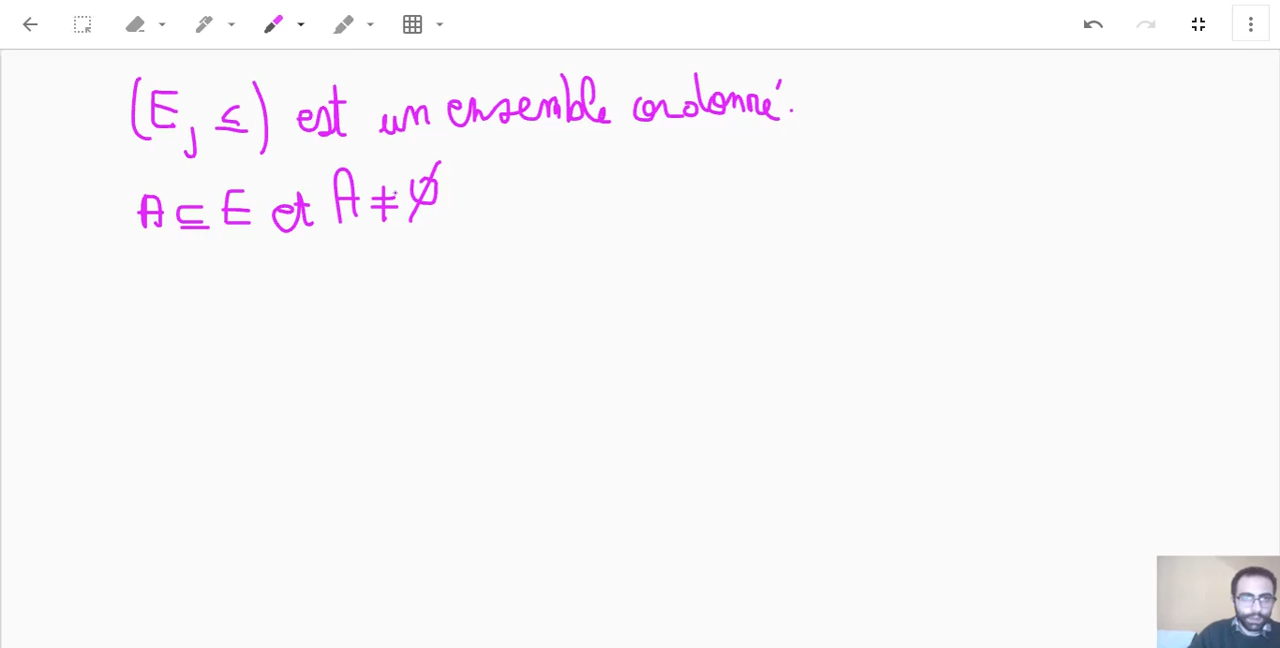 (E, ≤) est un ensemble ordonné.
A ⊆ E et A ≠ ∅